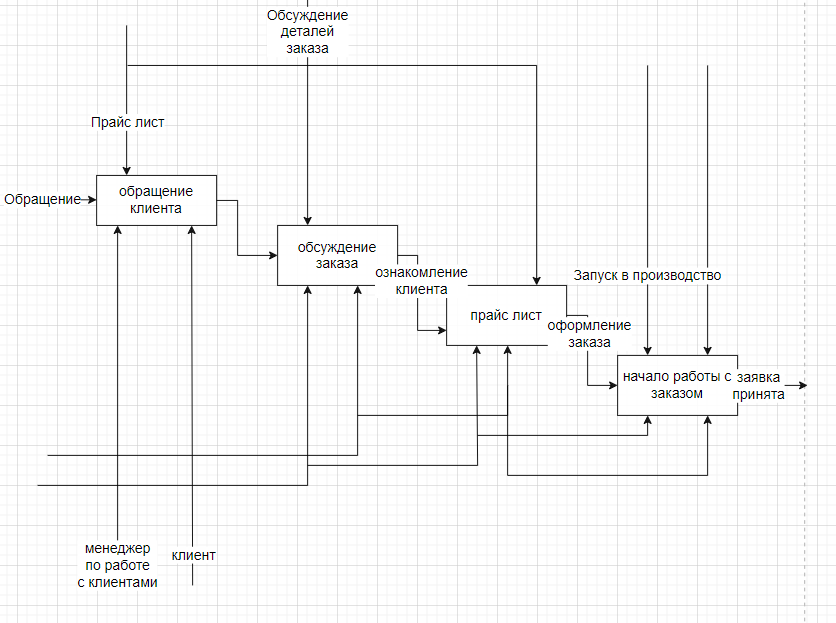 Обсуждение
деталей
заказа
Прайс лист
Обращение
обращение
клиента
обсуждение
заказа
ознакомление
клиента
Запуск в производство
прайс лист
оформление
заказа
начало работы с
заказом
заявка
принята
менеджер
по работе
с клиентами
клиент